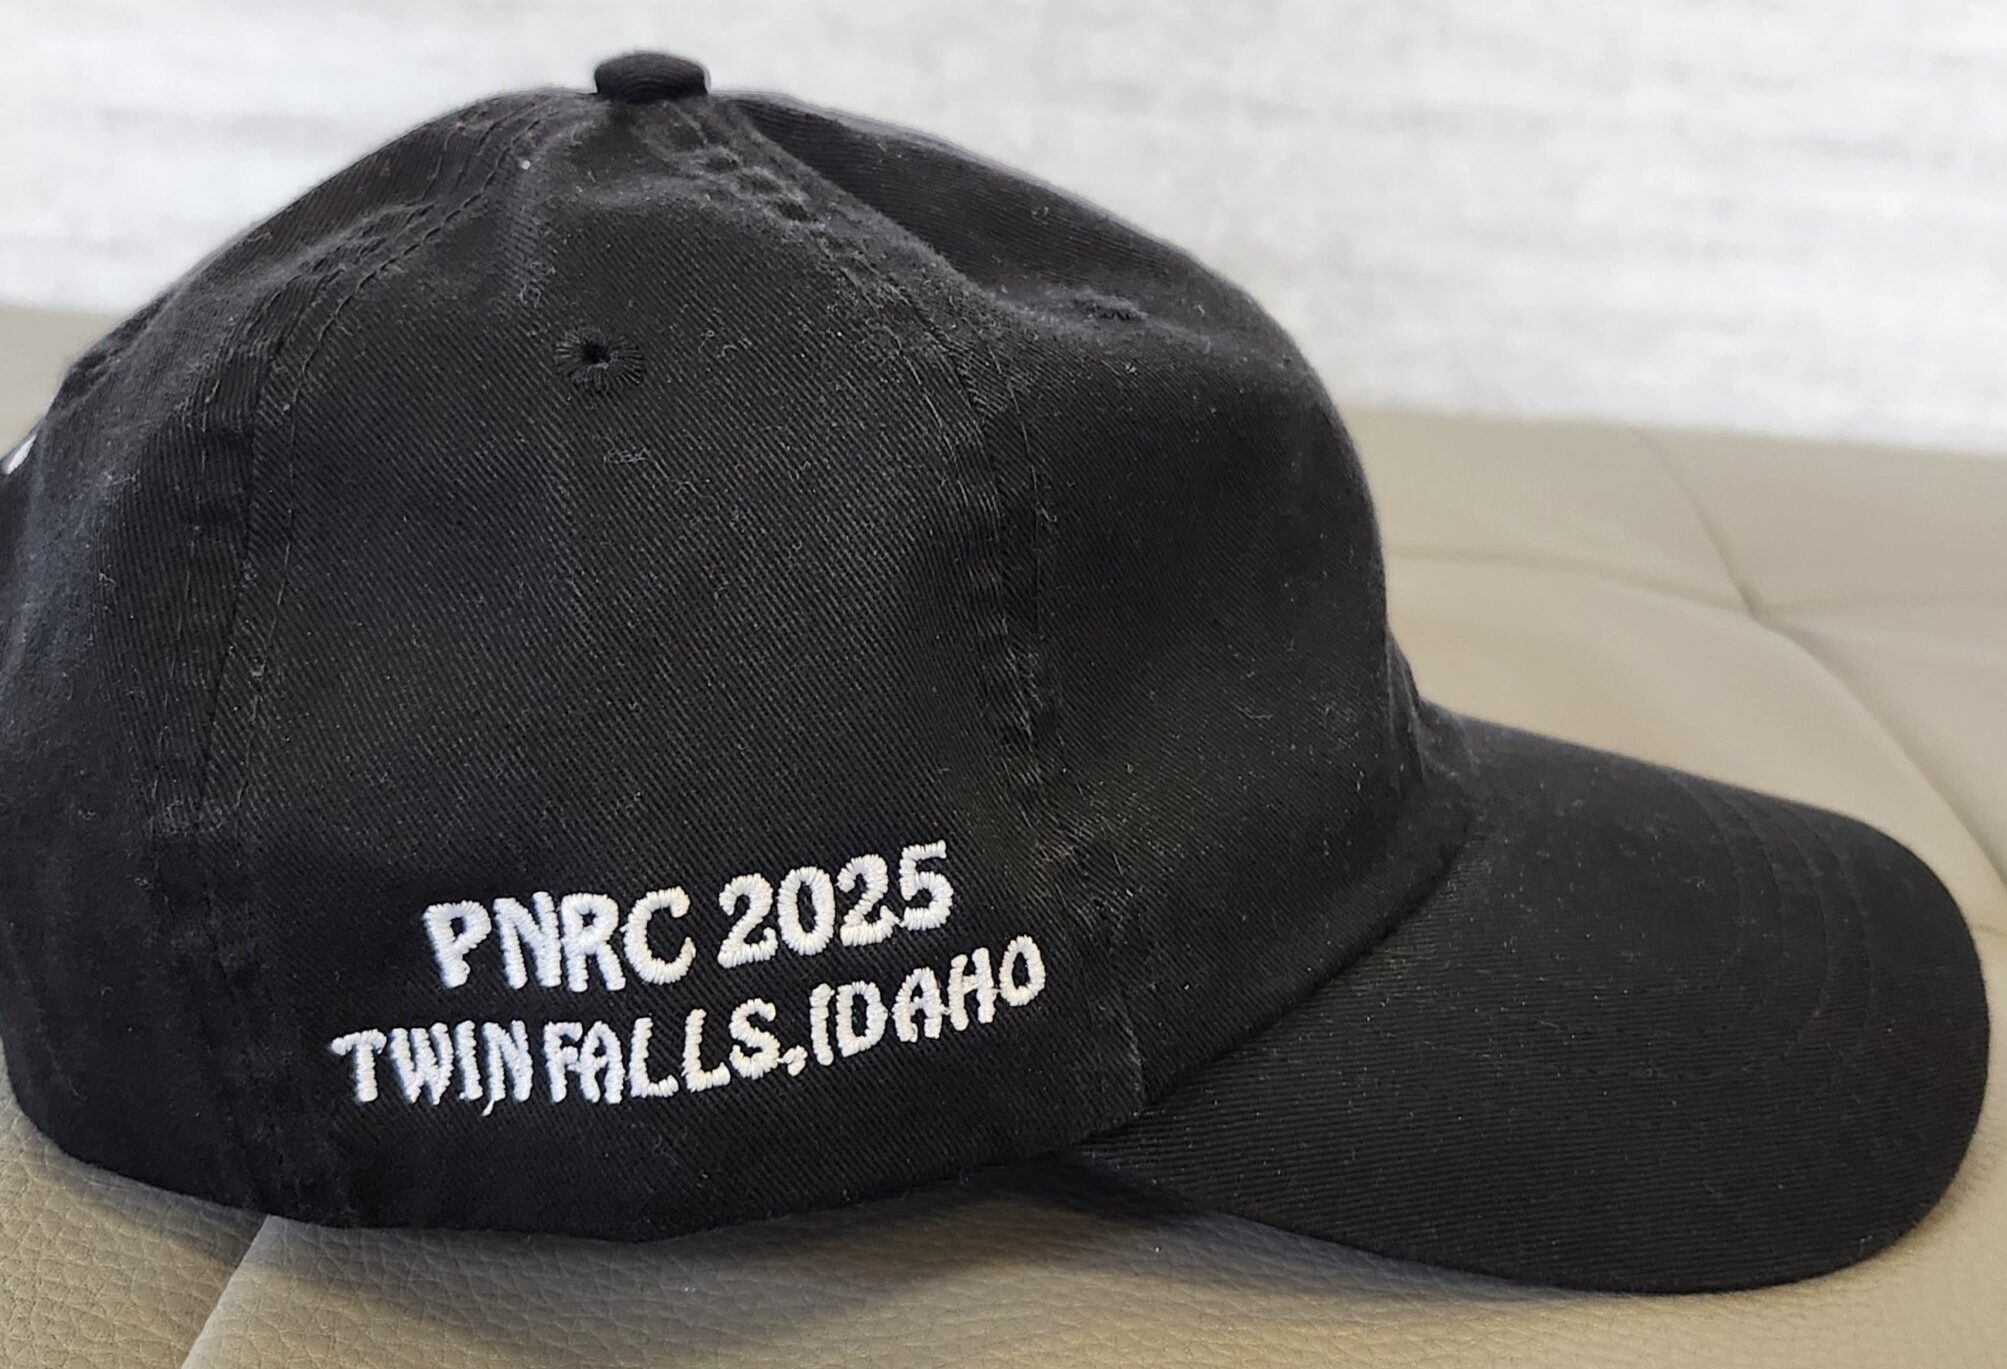 PNRC 2025
TWIN FALLS, IDAHO